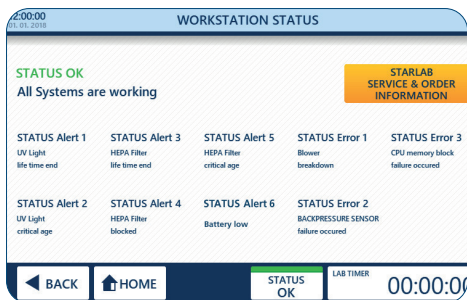 12:00:00
01. 01. 2018
WORKSTATION STATUS
STATUS OK
All Systems are working
STARLAB
SERVICE & ORDER
INFORMATION
STATUS Alert 1
UV Light
life time end
STATUS Alert 3
HEPA Filter
life time end
STATUS Alert 5
HEPA Filter
critical age
STATUS Error 1
Blower
breakdown
STATUS Error 3
CPU memory block
failure occured
STATUS Alert 2
UV Light
critical age
STATUS Alert 4
HEPA Filter
blocked
STATUS Alert 6
Battery low
STATUS Error 2
BACKPRESSURE SENSOR
failure occured
BACK
HOME
STATUS
OK
LAB TIMER
00:00:00